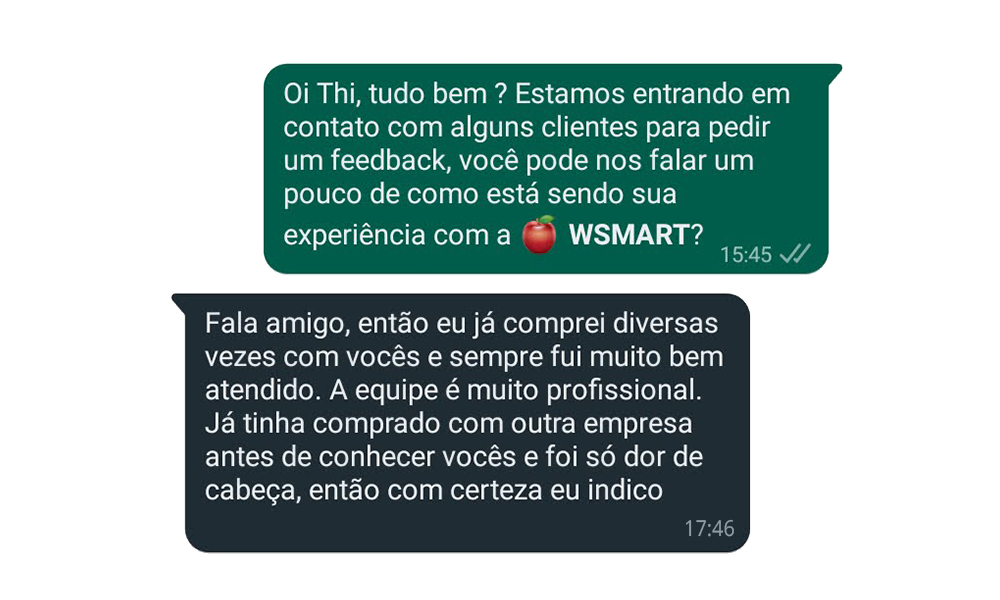 Oi Thi, tudo bem ? Estamos entrando em
contato com alguns clientes para pedir
um feedback, você pode nos falar um
pouco de como está sendo sua
experiência com a 🍎 WSMART?
15:45
Fala amigo, então eu já comprei diversas
vezes com vocês e sempre fui muito bem
atendido. A equipe é muito profissional.
Já tinha comprado com outra empresa
antes de conhecer vocês e foi só dor de
cabeça, então com certeza eu indico
17:46